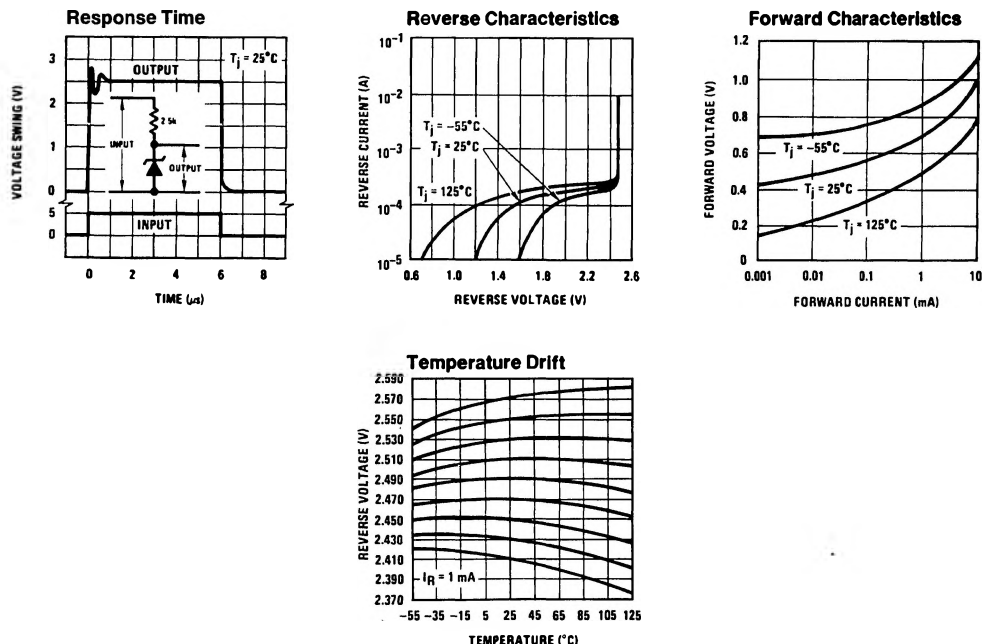 Response Time
VOLTAGE SWING (V)
3
2
1
0
5
0
OUTPUT
Tj = 25°C
2 5k
INPUT
OUTPUT
INPUT
0 2 4 6 8
TIME (μs)
Reverse Characteristics
REVERSE CURRENT (A)
10-1
10-2
10-3
10-4
10-5
Tj = –55°C
Tj = 25°C
Tj = 125°C
0.6 1.0 1.4 1.8 2.2 2.6
REVERSE VOLTAGE (V)
Forward Characteristics
FORWARD VOLTAGE (V)
1.2
1.0
0.8
0.6
0.4
0.2
0
Tj = –55°C
Tj = 25°C
Tj = 125°C
0.001 0.01 0.1 1 10
FORWARD CURRENT (mA)
Temperature Drift
REVERSE VOLTAGE (V)
2.590
2.570
2.550
2.530
2.510
2.490
2.470
2.450
2.430
2.410
2.390
2.370
IR = 1 mA
–55 –35 –15 5 25 45 65 85 105 125
TEMPERATURE (°C)